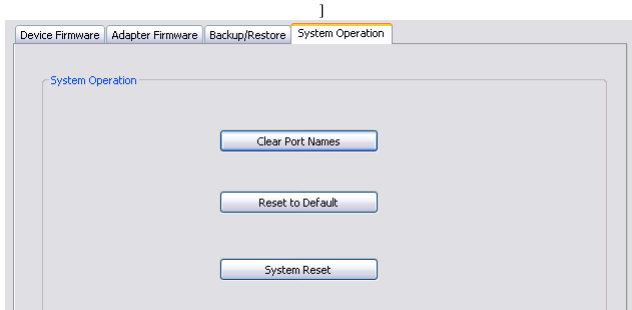 ]
Device Firmware Adapter Firmware Backup/Restore System Operation
System Operation
Clear Port Names
Reset to Default
System Reset